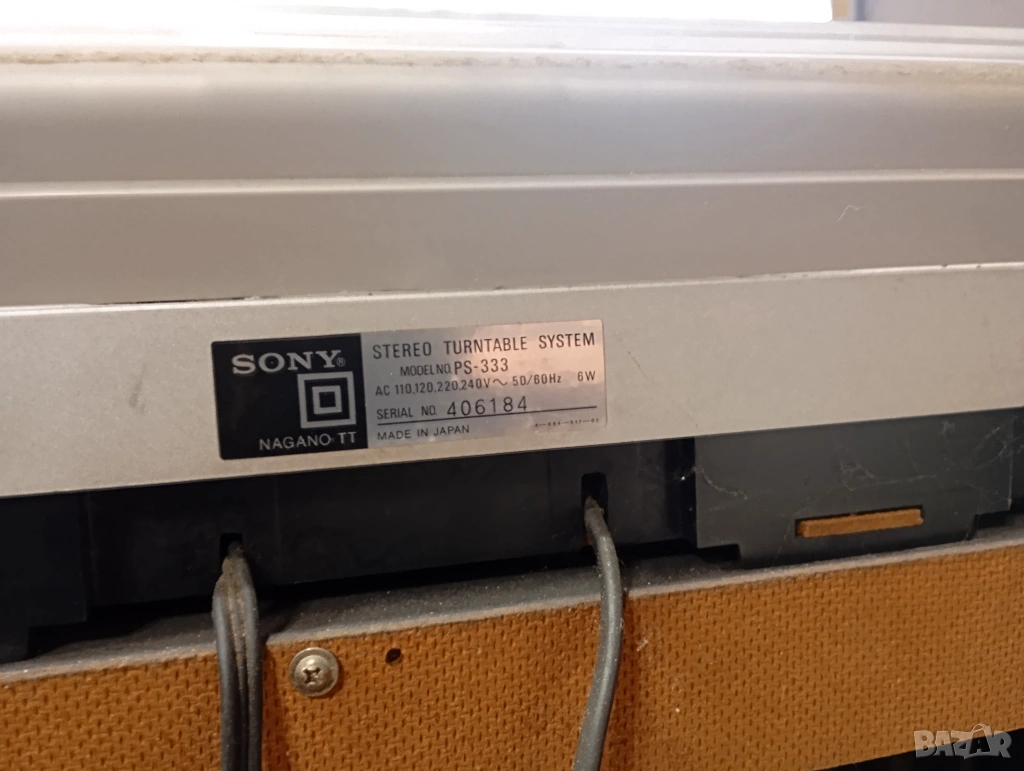 SONY®
NAGANO TT
STEREO TURNTABLE SYSTEM
MODEL NO. PS-333
AC 110,120,220,240V~ 50/60Hz 6W
SERIAL NO. 406184
MADE IN JAPAN
BAZAR